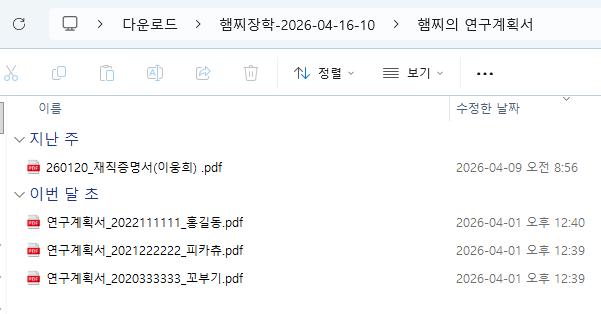 다운로드 > 햄찌장학-2026-04-16-10 > 햄찌의 연구계획서
정렬 보기 ...
이름 수정한 날짜
지난 주
260120_재직증명서(이웅희) .pdf 2026-04-09 오전 8:56
이번 달 초
연구계획서_2022111111_홍길동.pdf 2026-04-01 오후 12:40
연구계획서_2021222222_피카츄.pdf 2026-04-01 오후 12:39
연구계획서_2020333333_꼬부기.pdf 2026-04-01 오후 12:39